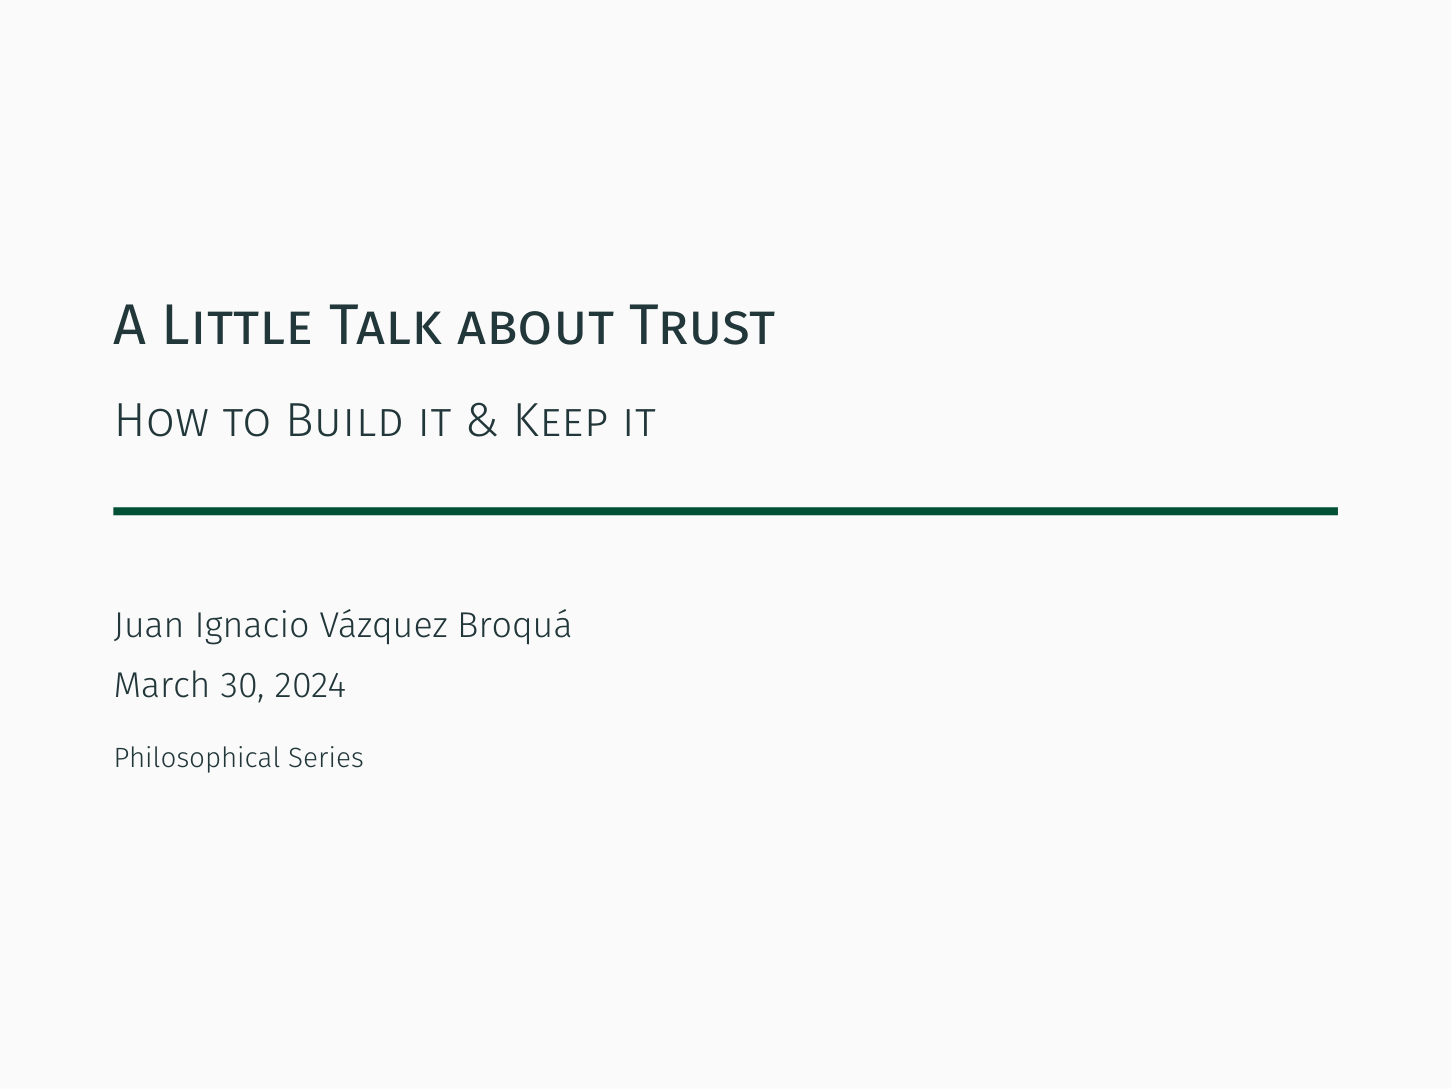 A Little Talk about Trust
How to Build it & Keep it
Juan Ignacio Vázquez Broquá
March 30, 2024
Philosophical Series